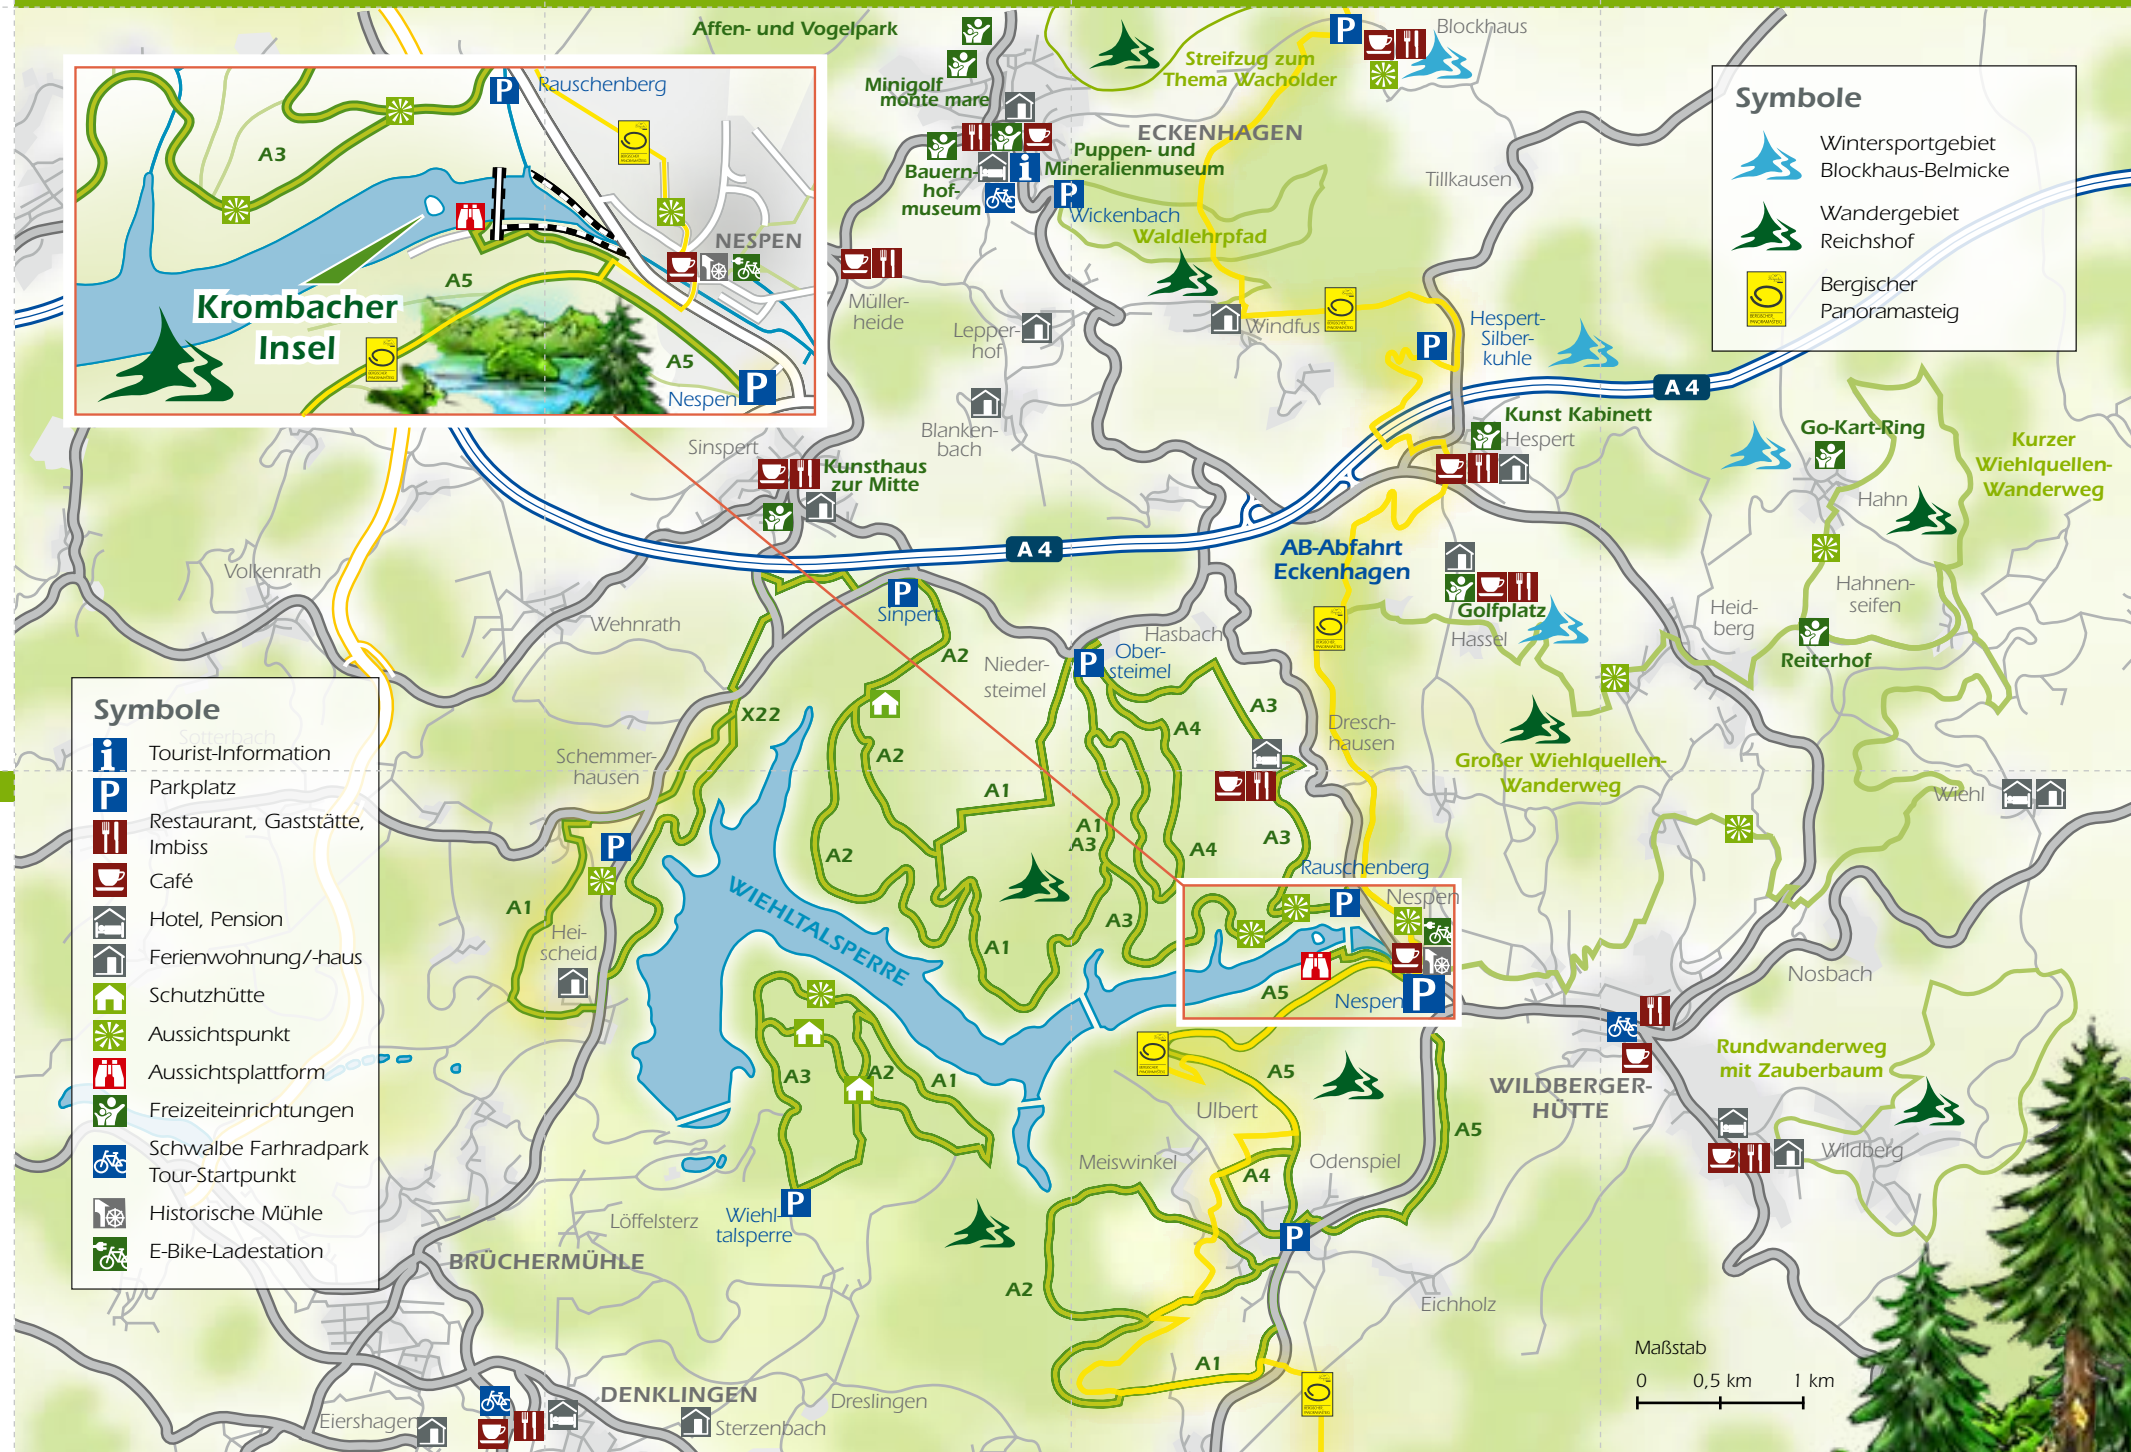 Affen- und Vogelpark
Minigolf
monte mare
Streifzug zum
Thema Wacholder
Blockhaus
ECKENHAGEN
Puppen- und
Mineralienmuseum
Bauern-
hof-
museum
Wickenbach
Waldlehrpfad
Tillkausen
Symbole
Wintersportgebiet
Blockhaus-Belmicke
Wandergebiet
Reichshof
Bergischer
Panoramasteig
Rauschenberg
A3
NESPEN
A5
Krombacher
Insel
A5
Nespen
Müller-
heide
Lepper-
hof
Windfus
Hespert-
Silber-
kuhle
A 4
Blanken-
bach
Sinspert
Kunsthaus
zur Mitte
Kunst Kabinett
Hespert
Go-Kart-Ring
Kurzer
Wiehlquellen-
Wanderweg
Hahn
A 4
AB-Abfahrt
Eckenhagen
Volkenrath
Wehnrath
Sinpert
Golfplatz
Hassel
Hahnen-
seifen
Heid-
berg
Reiterhof
Hasbach
Nieder-
steimel
Ober-
steimel
A2
X22
A2
A3
A4
Dresch-
hausen
Großer Wiehlquellen-
Wanderweg
Schemmer-
hausen
A1
A1
A3
A2
A4
A3
Wiehl
Rauschenberg
Nespen
WIEHLTALSPERRE
A1
A3
A1
Hei-
scheid
A5
Nespen
Nosbach
Symbole
Sotterbach
Tourist-Information
Parkplatz
Restaurant, Gaststätte,
Imbiss
Café
Hotel, Pension
Ferienwohnung/-haus
Schutzhütte
Aussichtspunkt
Aussichtsplattform
Freizeiteinrichtungen
Schwalbe Farhradpark
Tour-Startpunkt
Historische Mühle
E-Bike-Ladestation
A3
A2
A1
A5
Ulbert
WILDBERGER-
HÜTTE
Rundwanderweg
mit Zauberbaum
A5
Wildberg
Meiswinkel
A4
Odenspiel
Löffelsterz
Wiehl-
talsperre
BRÜCHERMÜHLE
A2
Eichholz
A1
Maßstab
0 0,5 km 1 km
DENKLINGEN
Dreslingen
Eiershagen
Sterzenbach